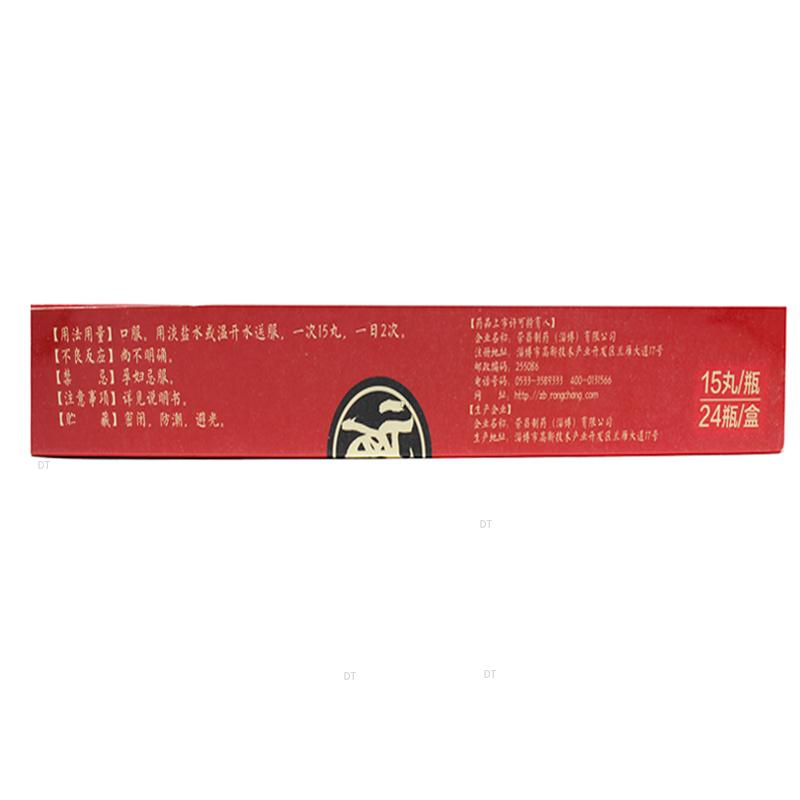 【用法用量】口服。用淡盐水或温开水送服，一次15丸，一日2次。
【不良反应】尚不明确。
【禁 忌】孕妇忌服。
【注意事项】详见说明书。
【贮 藏】密闭，防潮，避光。
【药品上市许可持有人】
企业名称：荣昌制药（淄博）有限公司
注册地址：淄博市高新技术产业开发区兰雁大道17号
邮政编码：255086
电话号码：0533-3589333 400-0131566
网 址：http://zb.rongchang.com
【生产企业】
企业名称：荣昌制药（淄博）有限公司
生产地址：淄博市高新技术产业开发区兰雁大道17号
15丸/瓶
24瓶/盒
DT
DT
DT
DT